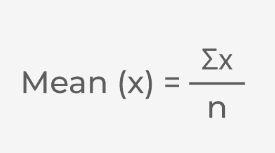 Mean (x) = Σx / n